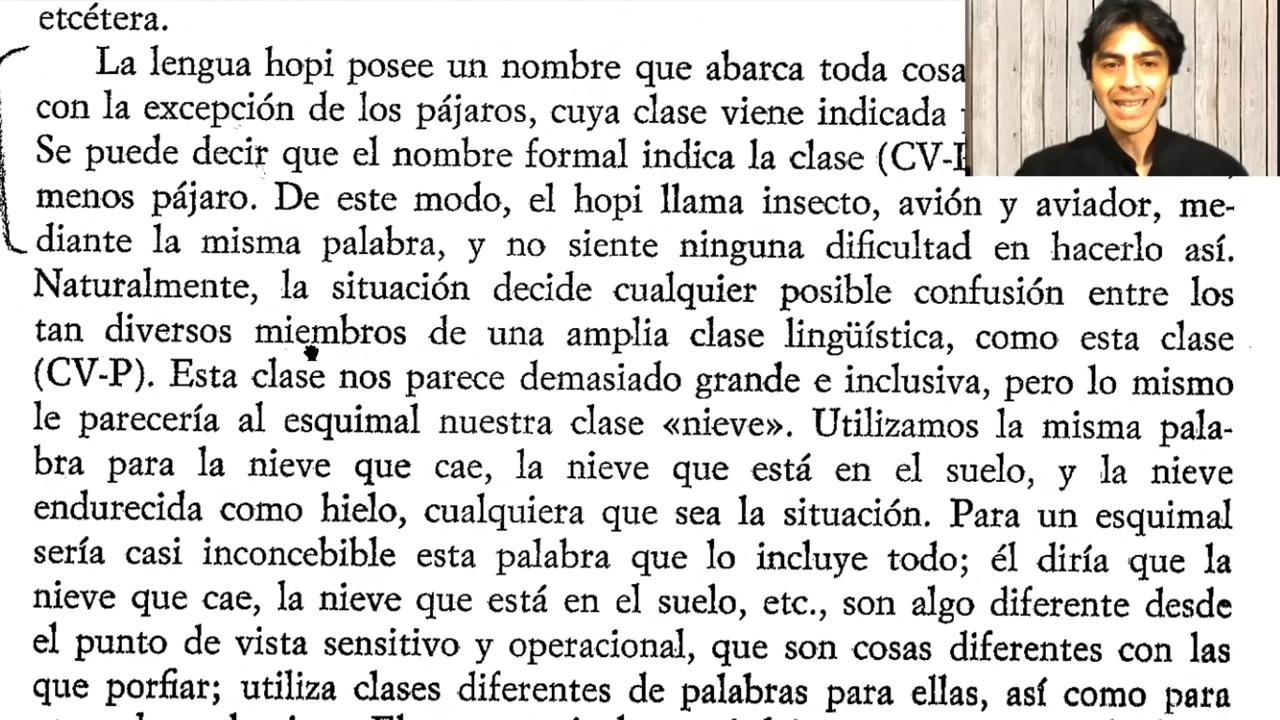 etcétera.
La lengua hopi posee un nombre que abarca toda cosa
con la excepción de los pájaros, cuya clase viene indicada
Se puede decir que el nombre formal indica la clase (CV-
menos pájaro. De este modo, el hopi llama insecto, avión y aviador, me-
diante la misma palabra, y no siente ninguna dificultad en hacerlo así.
Naturalmente, la situación decide cualquier posible confusión entre los
tan diversos miembros de una amplia clase lingüística, como esta clase
(CV-P). Esta clase nos parece demasiado grande e inclusiva, pero lo mismo
le parecería al esquimal nuestra clase «nieve». Utilizamos la misma pala-
bra para la nieve que cae, la nieve que está en el suelo, y la nieve
endurecida como hielo, cualquiera que sea la situación. Para un esquimal
sería casi inconcebible esta palabra que lo incluye todo; él diría que la
nieve que cae, la nieve que está en el suelo, etc., son algo diferente desde
el punto de vista sensitivo y operacional, que son cosas diferentes con las
que porfiar; utiliza clases diferentes de palabras para ellas, así como para